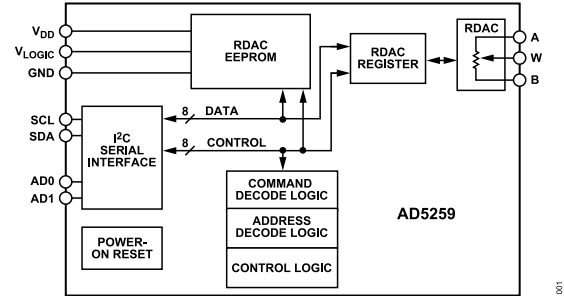 VDD
VLOGIC
GND
SCL
SDA
AD0
AD1
RDAC
EEPROM
RDAC
REGISTER
RDAC
A
W
B
8 DATA
8 CONTROL
I2C
SERIAL
INTERFACE
POWER-
ON RESET
COMMAND
DECODE LOGIC
ADDRESS
DECODE LOGIC
CONTROL LOGIC
AD5259
001